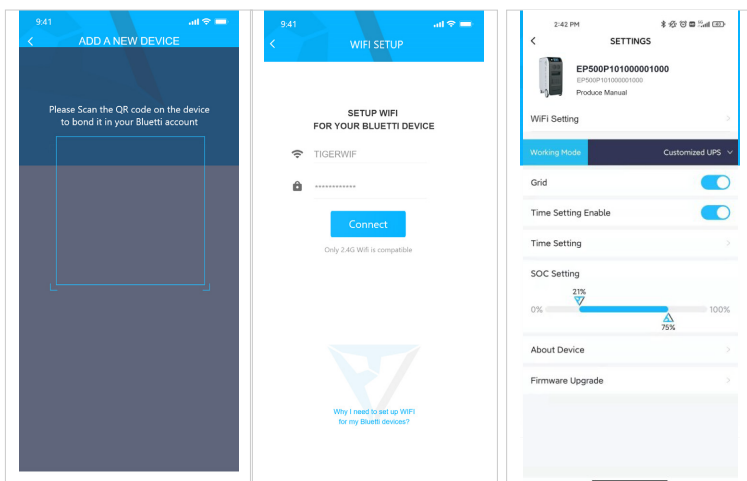 9:41
ADD A NEW DEVICE
Please Scan the QR code on the device
to bond it in your Bluetti account
9:41
WIFI SETUP
SETUP WIFI
FOR YOUR BLUETTI DEVICE
TIGERWIF
Connect
Only 2.4G Wifi is compatible
Why I need to set up WIFI
for my Bluetti devices?
2:42 PM
SETTINGS
EP500P101000001000
EP500P101000001000
Produce Manual
WiFi Setting
Working Mode
Customized UPS
Grid
Time Setting Enable
Time Setting
SOC Setting
21%
0%
100%
75%
About Device
Firmware Upgrade